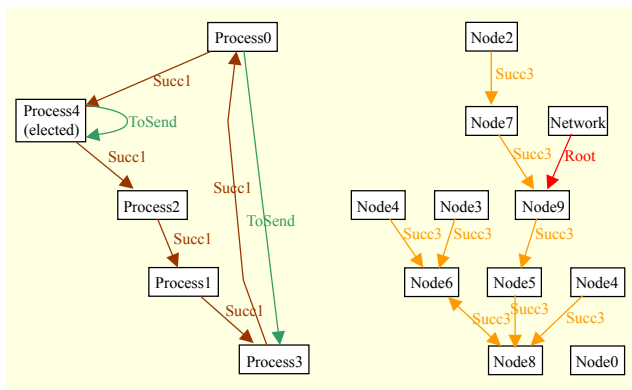 Process0
Node2
Succ1
Succ3
Process4
(elected)
ToSend
Node7
Network
Succ1
Succ3
Root
Process2
Node4
Node3
Node9
Succ1
ToSend
Succ3
Succ3
Succ3
Process1
Node6
Node5
Node4
Succ1
Succ3
Succ3
Succ3
Succ1
Process3
Node8
Node0